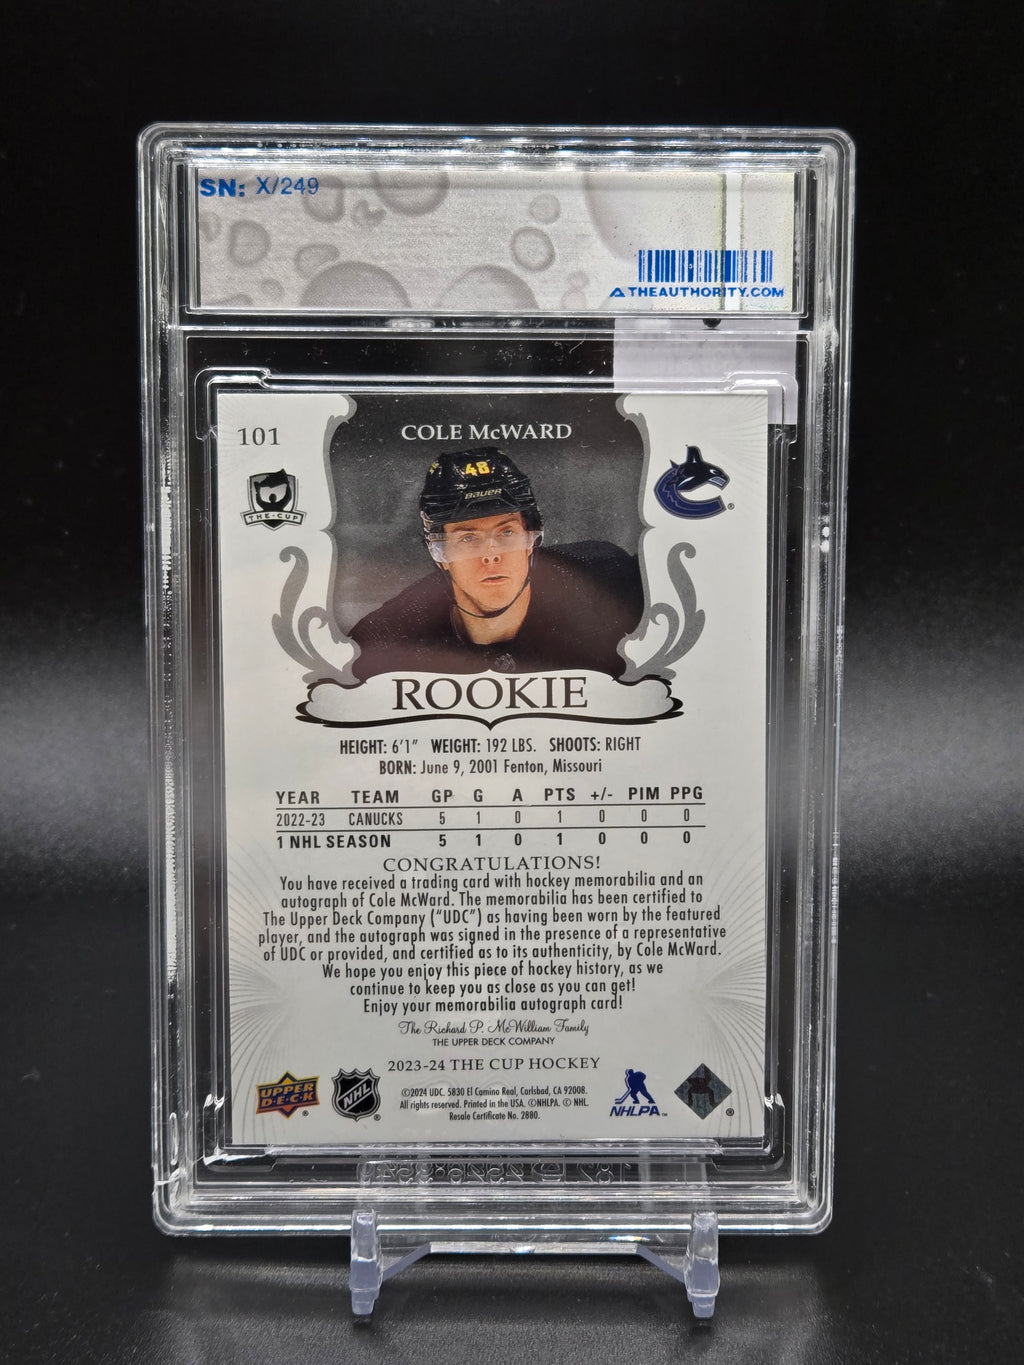 SN: X/249
THEAUTHORITY.COM
101
COLE McWARD
THE·CUP
48
BAUER
ROOKIE
HEIGHT: 6'1" WEIGHT: 192 LBS. SHOOTS: RIGHT
BORN: June 9, 2001 Fenton, Missouri
YEAR TEAM GP G A PTS +/- PIM PPG
2022-23 CANUCKS 5 1 0 1 0 0 0
1 NHL SEASON 5 1 0 1 0 0 0
CONGRATULATIONS!
You have received a trading card with hockey memorabilia and an
autograph of Cole McWard. The memorabilia has been certified to
The Upper Deck Company ("UDC") as having been worn by the featured
player, and the autograph was signed in the presence of a representative
of UDC or provided, and certified as to its authenticity, by Cole McWard.
We hope you enjoy this piece of hockey history, as we
continue to keep you as close as you can get!
Enjoy your memorabilia autograph card!
The Richard P. McWilliam Family
THE UPPER DECK COMPANY
2023-24 THE CUP HOCKEY
UPPER DECK ®
NHL
©2024 UDC. 5830 El Camino Real, Carlsbad, CA 92008.
All rights reserved. Printed in the USA. ©NHLPA. © NHL.
Resale Certificate No. 2880.
NHLPA™